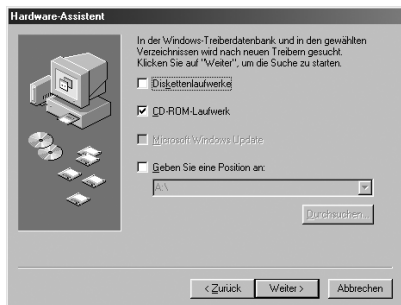 Hardware-Assistent
In der Windows-Treiberdatenbank und in den gewählten
Verzeichnissen wird nach neuen Treibern gesucht.
Klicken Sie auf "Weiter", um die Suche zu starten.
Diskettenlaufwerke
CD-ROM-Laufwerk
Microsoft Windows Update
Geben Sie eine Position an:
A:\
Durchsuchen...
< Zurück Weiter > Abbrechen